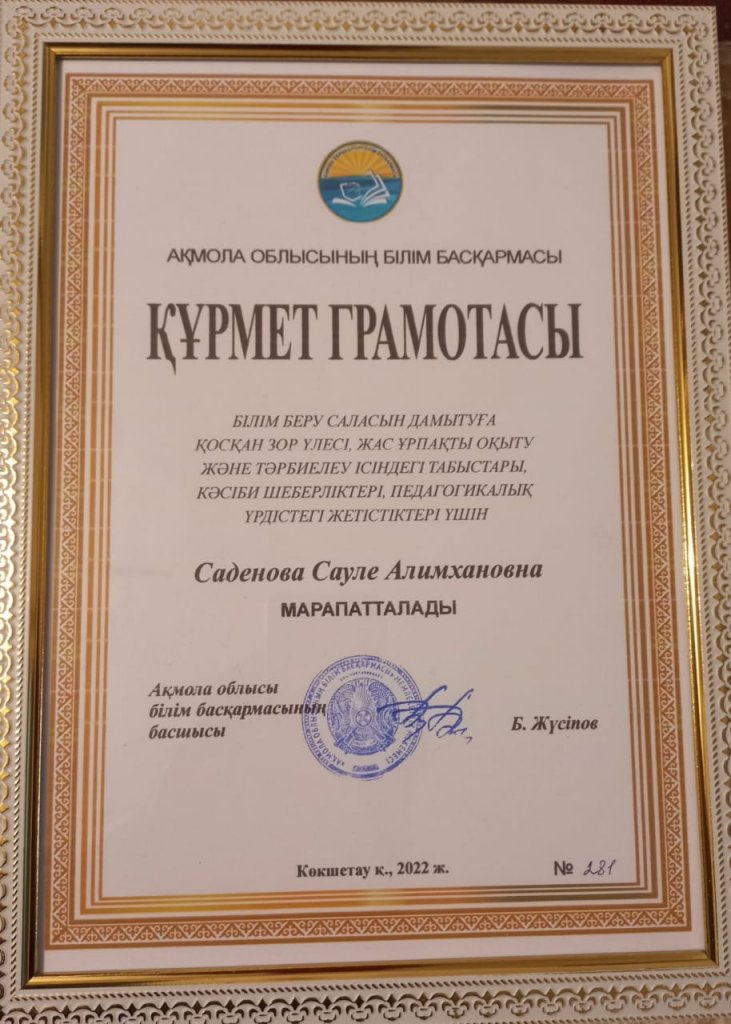 АҚМОЛА ОБЛЫСЫНЫҢ БІЛІМ БАСҚАРМАСЫ
ҚҰРМЕТ ГРАМОТАСЫ
БІЛІМ БЕРУ САЛАСЫН ДАМЫТУҒА
ҚОСҚАН ЗОР ҮЛЕСІ, ЖАС ҰРПАҚТЫ ОҚЫТУ
ЖӘНЕ ТӘРБИЕЛЕУ ІСІНДЕГІ ТАБЫСТАРЫ,
КӘСІБИ ШЕБЕРЛІКТЕРІ, ПЕДАГОГИКАЛЫҚ
ҮРДІСТЕГІ ЖЕТІСТІКТЕРІ ҮШІН
Саденова Сауле Алимхановна
МАРАПАТТАЛАДЫ
Ақмола облысы
білім басқармасының
басшысы
Б. Жүсіпов
Көкшетау қ., 2022 ж.
№ 281